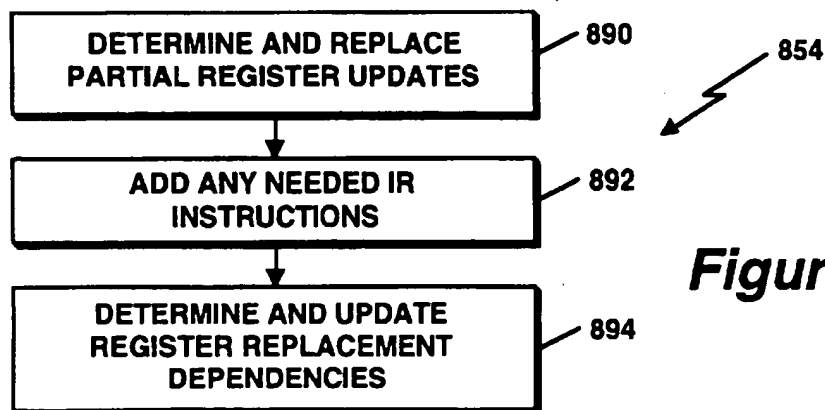 DETERMINE AND REPLACE
PARTIAL REGISTER UPDATES
890
854
ADD ANY NEEDED IR
INSTRUCTIONS
892
Figur
DETERMINE AND UPDATE
REGISTER REPLACEMENT
DEPENDENCIES
894